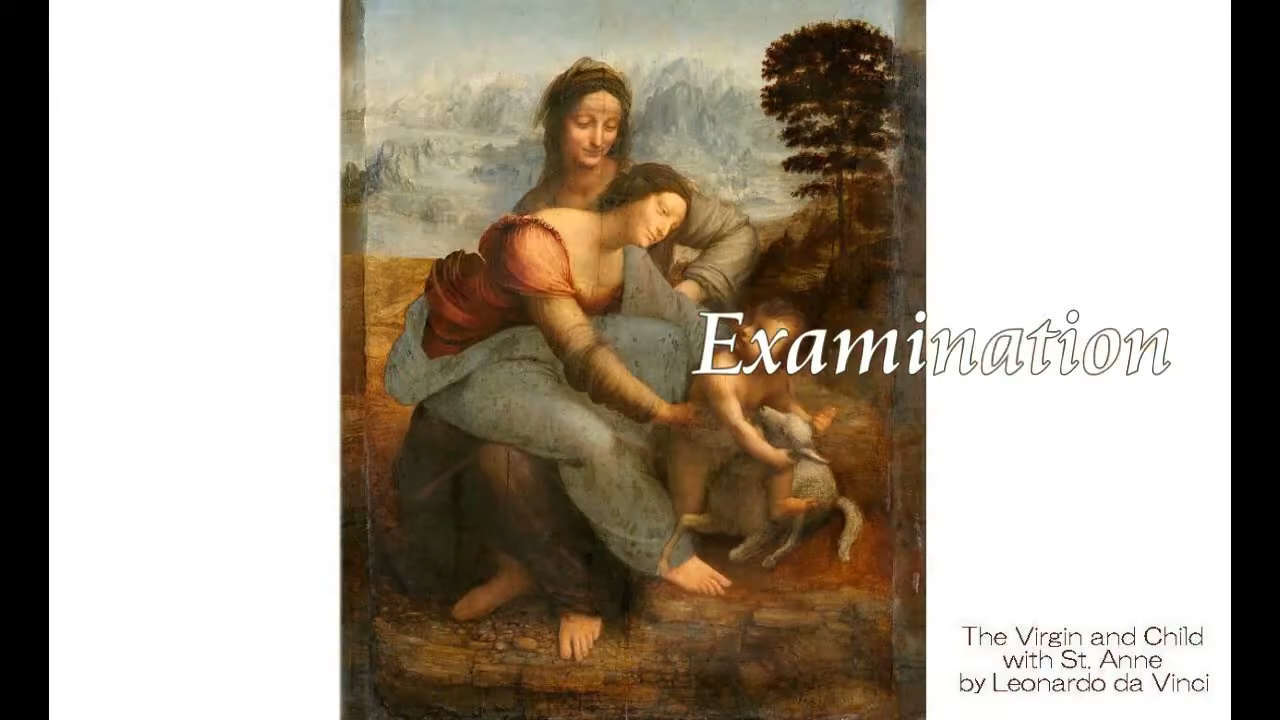 Examination
The Virgin and Child
with St. Anne
by Leonardo da Vinci